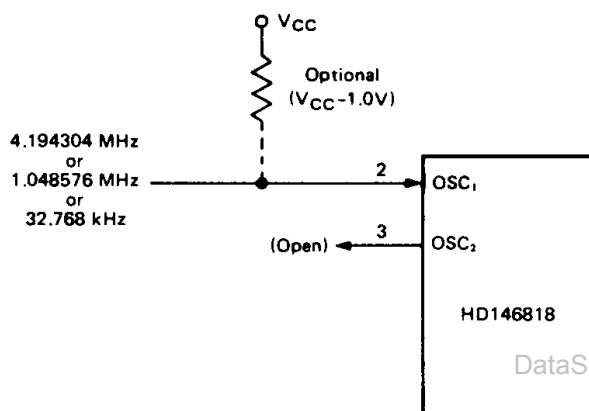 VCC
Optional
(VCC-1.0V)
4.194304 MHz
or
1.048576 MHz
or
32.768 kHz
2
OSC₁
3
(Open)
OSC₂
HD146818
DataS